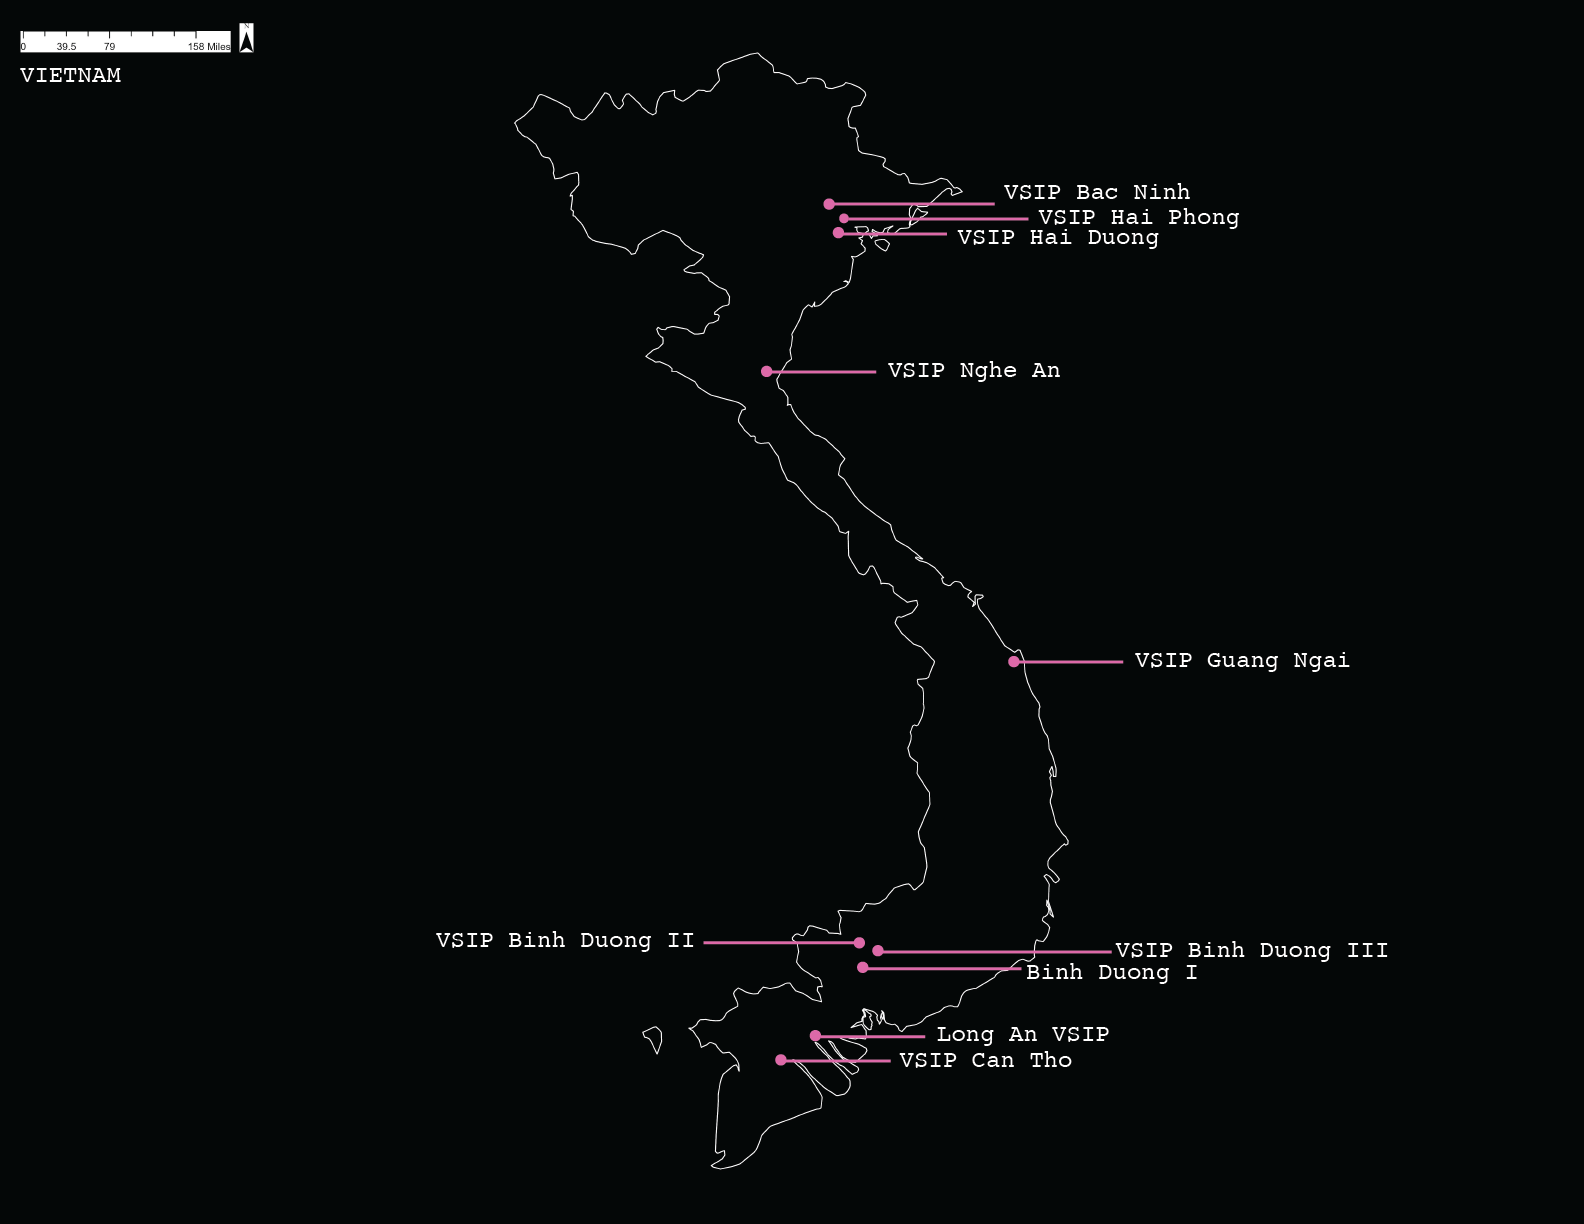 N
0 39.5 79 158 Miles
VIETNAM
VSIP Bac Ninh
VSIP Hai Phong
VSIP Hai Duong
VSIP Nghe An
VSIP Guang Ngai
VSIP Binh Duong II
VSIP Binh Duong III
Binh Duong I
Long An VSIP
VSIP Can Tho